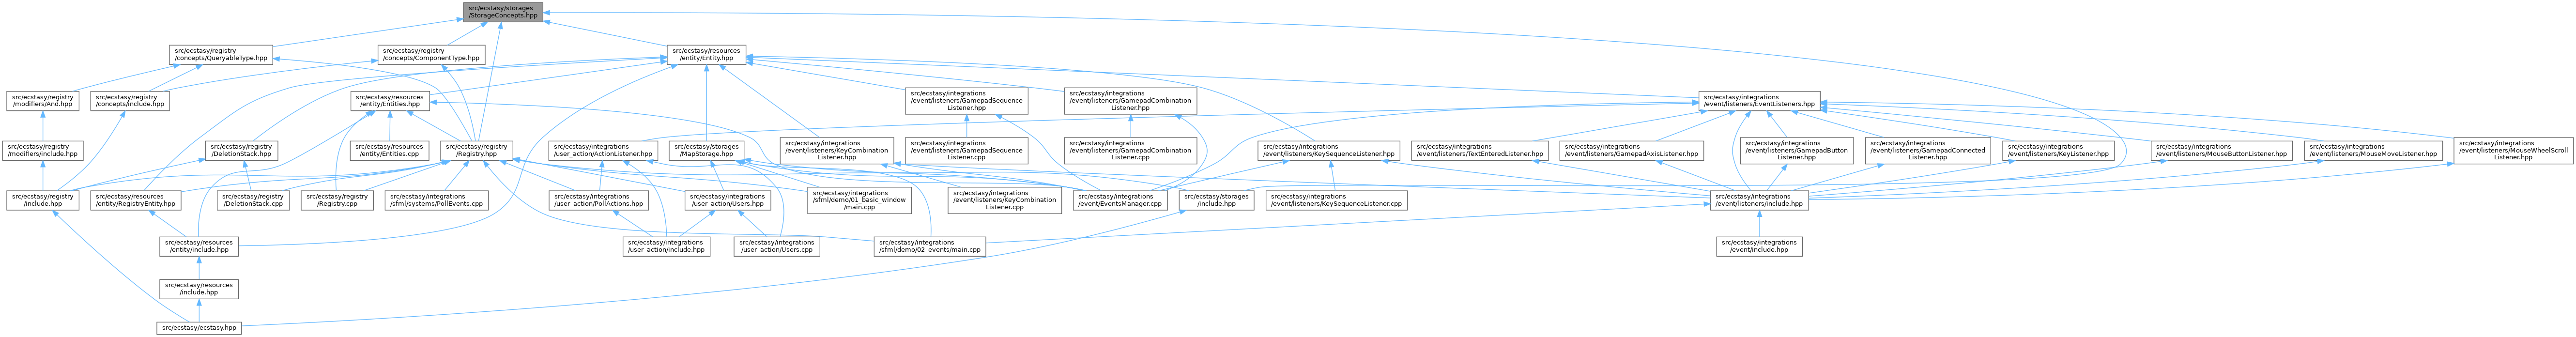 src/ecstasy/storages
/StorageConcepts.hpp
src/ecstasy/registry
/concepts/QueryableType.hpp
src/ecstasy/registry
/concepts/ComponentType.hpp
src/ecstasy/resources
/entity/Entity.hpp
src/ecstasy/registry
/modifiers/And.hpp
src/ecstasy/registry
/concepts/include.hpp
src/ecstasy/resources
/entity/Entities.hpp
src/ecstasy/integrations
/event/listeners/GamepadSequence
Listener.hpp
src/ecstasy/integrations
/event/listeners/GamepadCombination
Listener.hpp
src/ecstasy/integrations
/event/listeners/EventListeners.hpp
src/ecstasy/registry
/modifiers/include.hpp
src/ecstasy/registry
/DeletionStack.hpp
src/ecstasy/resources
/entity/Entities.cpp
src/ecstasy/registry
/Registry.hpp
src/ecstasy/integrations
/user_action/ActionListener.hpp
src/ecstasy/storages
/MapStorage.hpp
src/ecstasy/integrations
/event/listeners/KeyCombination
Listener.hpp
src/ecstasy/integrations
/event/listeners/GamepadSequence
Listener.cpp
src/ecstasy/integrations
/event/listeners/GamepadCombination
Listener.cpp
src/ecstasy/integrations
/event/listeners/KeySequenceListener.hpp
src/ecstasy/integrations
/event/listeners/TextEnteredListener.hpp
src/ecstasy/integrations
/event/listeners/GamepadAxisListener.hpp
src/ecstasy/integrations
/event/listeners/GamepadButton
Listener.hpp
src/ecstasy/integrations
/event/listeners/GamepadConnected
Listener.hpp
src/ecstasy/integrations
/event/listeners/KeyListener.hpp
src/ecstasy/integrations
/event/listeners/MouseButtonListener.hpp
src/ecstasy/integrations
/event/listeners/MouseMoveListener.hpp
src/ecstasy/integrations
/event/listeners/MouseWheelScroll
Listener.hpp
src/ecstasy/registry
/include.hpp
src/ecstasy/resources
/entity/RegistryEntity.hpp
src/ecstasy/registry
/DeletionStack.cpp
src/ecstasy/registry
/Registry.cpp
src/ecstasy/integrations
/sfml/systems/PollEvents.cpp
src/ecstasy/integrations
/user_action/PollActions.hpp
src/ecstasy/integrations
/user_action/Users.hpp
src/ecstasy/integrations
/sfml/demo/01_basic_window
/main.cpp
src/ecstasy/integrations
/event/listeners/KeyCombination
Listener.cpp
src/ecstasy/integrations
/event/EventsManager.cpp
src/ecstasy/storages
/include.hpp
src/ecstasy/integrations
/event/listeners/KeySequenceListener.cpp
src/ecstasy/integrations
/event/listeners/include.hpp
src/ecstasy/resources
/entity/include.hpp
src/ecstasy/integrations
/user_action/include.hpp
src/ecstasy/integrations
/user_action/Users.cpp
src/ecstasy/integrations
/sfml/demo/02_events/main.cpp
src/ecstasy/integrations
/event/include.hpp
src/ecstasy/resources
/include.hpp
src/ecstasy/ecstasy.hpp